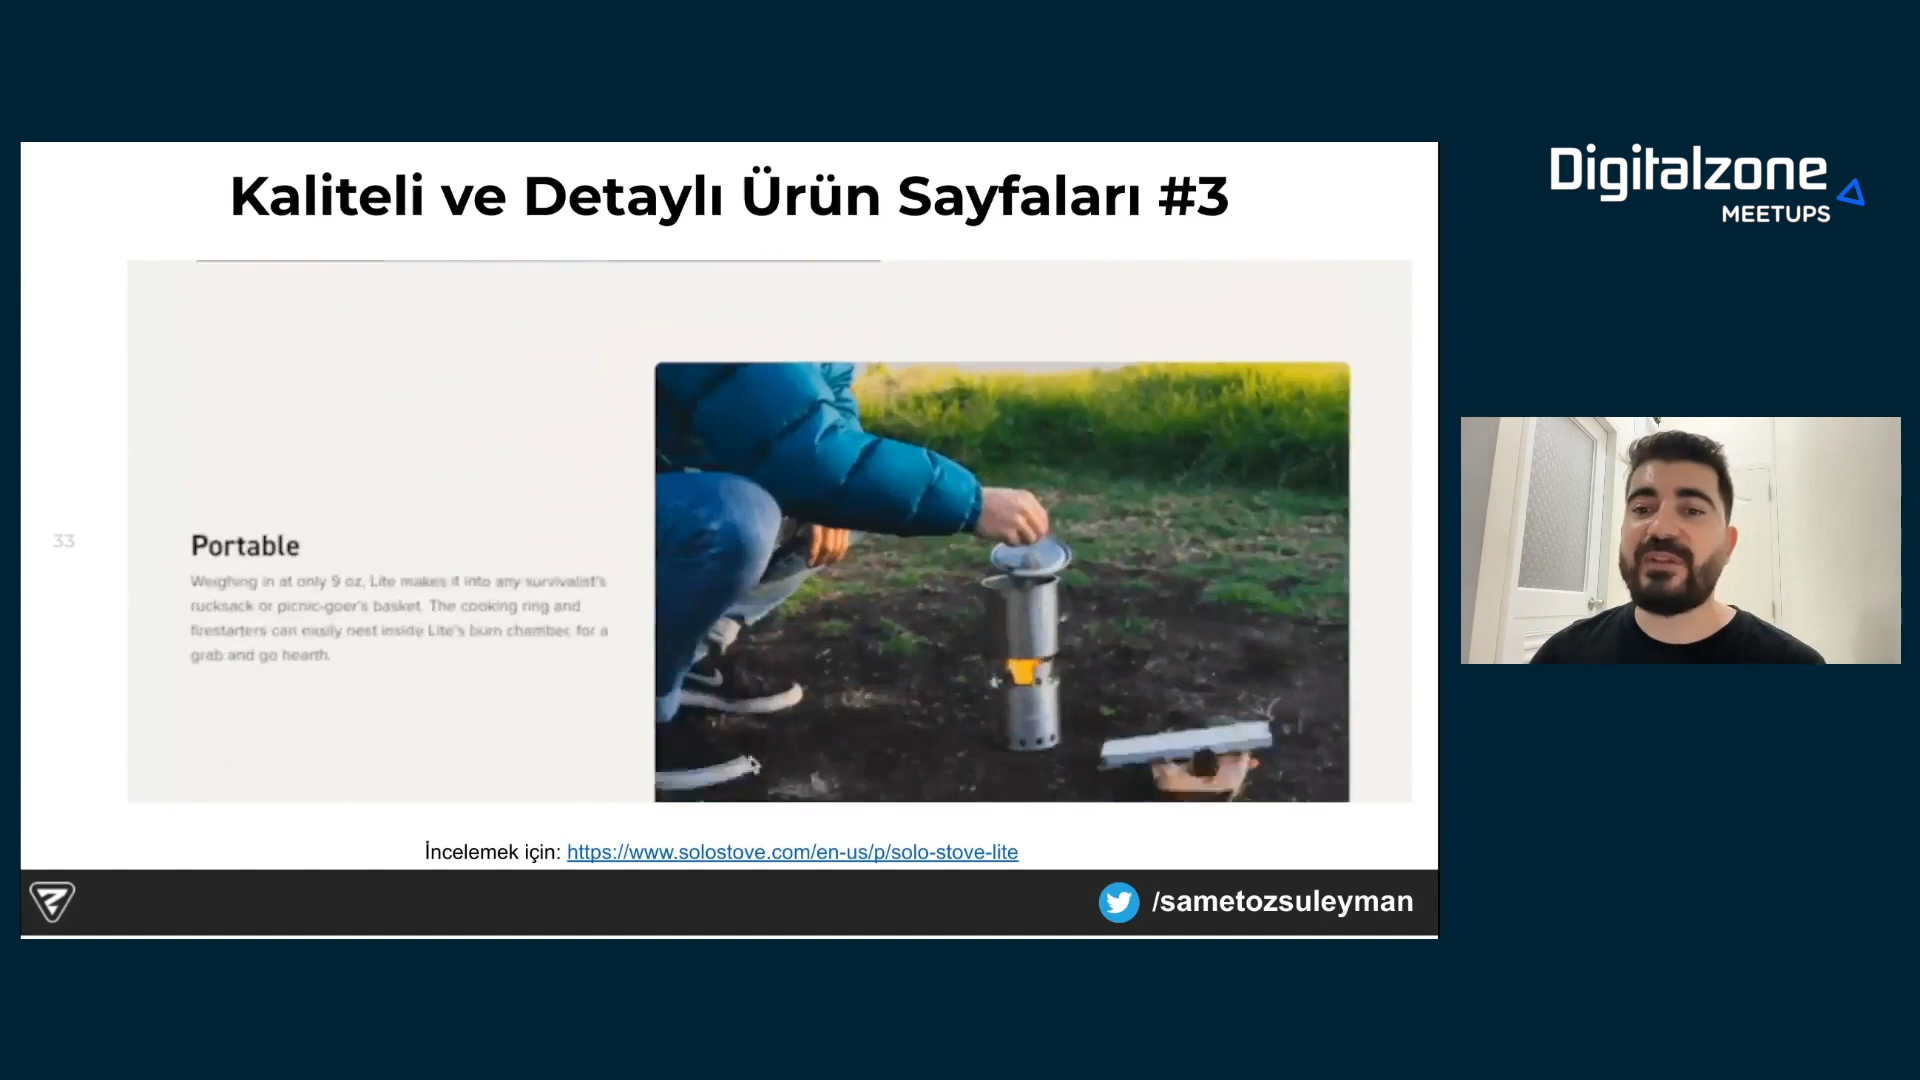 Kaliteli ve Detaylı Ürün Sayfaları #3
Digitalzone
MEETUPS
33
Portable
Weighing in at only 9 oz, Lite makes it into any survivalist's
rucksack or picnic-goer's basket. The cooking ring and
firestarters can easily nest inside Lite's burn chamber, for a
grab and go hearth.
İncelemek için: https://www.solostove.com/en-us/p/solo-stove-lite
/sametozsuleyman